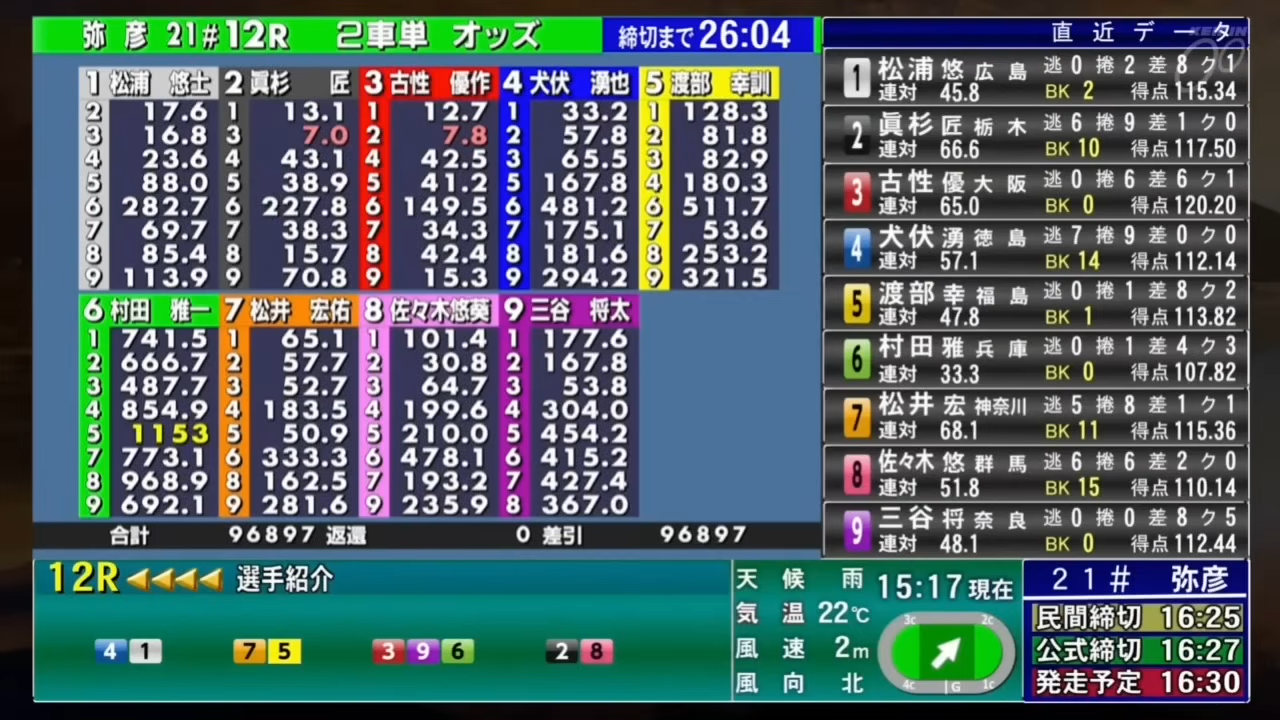 弥彦 21# 12R 2車単 オッズ 締切まで 26:04
1 松浦 悠士 2 眞杉 匠 3 古性 優作 4 犬伏 湧也 5 渡部 幸訓
2 17.6 1 13.1 1 12.7 1 33.2 1 128.3
3 16.8 3 7.0 2 7.8 2 57.8 2 81.8
4 23.6 4 43.1 4 42.5 3 65.5 3 82.9
5 88.0 5 38.9 5 41.2 5 167.8 4 180.3
6 282.7 6 227.8 6 149.5 6 481.2 6 511.7
7 69.7 7 38.3 7 34.3 7 175.1 7 53.6
8 85.4 8 15.7 8 42.4 8 181.6 8 253.2
9 113.9 9 70.8 9 15.3 9 294.2 9 321.5
6 村田 雅一 7 松井 宏佑 8 佐々木悠葵 9 三谷 将太
1 741.5 1 65.1 1 101.4 1 177.6
2 666.7 2 57.7 2 30.8 2 167.8
3 487.7 3 52.7 3 64.7 3 53.8
4 854.9 4 183.5 4 199.6 4 304.0
5 1153 5 50.9 5 210.0 5 454.2
7 773.1 6 333.3 6 478.1 6 415.2
8 968.9 8 162.5 7 193.2 7 427.4
9 692.1 9 281.6 9 235.9 8 367.0
合計 96897 返還 0 差引 96897
直近データ
1 松浦 悠 広島 逃 0 捲 2 差 8 ク 1
連対 45.8 BK 2 得点 115.34
2 眞杉 匠 栃木 逃 6 捲 9 差 1 ク 0
連対 66.6 BK 10 得点 117.50
3 古性 優 大阪 逃 0 捲 6 差 6 ク 1
連対 65.0 BK 0 得点 120.20
4 犬伏 湧 徳島 逃 7 捲 9 差 0 ク 0
連対 57.1 BK 14 得点 112.14
5 渡部 幸 福島 逃 0 捲 1 差 8 ク 2
連対 47.8 BK 1 得点 113.82
6 村田 雅 兵庫 逃 0 捲 1 差 4 ク 3
連対 33.3 BK 0 得点 107.82
7 松井 宏 神奈川 逃 5 捲 8 差 1 ク 1
連対 68.1 BK 11 得点 115.36
8 佐々木 悠 群馬 逃 6 捲 6 差 2 ク 0
連対 51.8 BK 15 得点 110.14
9 三谷 将 奈良 逃 0 捲 0 差 8 ク 5
連対 48.1 BK 0 得点 112.44
12R 選手紹介
4 1 7 5 3 9 6 2 8
天候 雨 15:17 現在
気温 22℃
風速 2m
風向 北
3c 2c
4c G 1c
21# 弥彦
民間締切 16:25
公式締切 16:27
発走予定 16:30